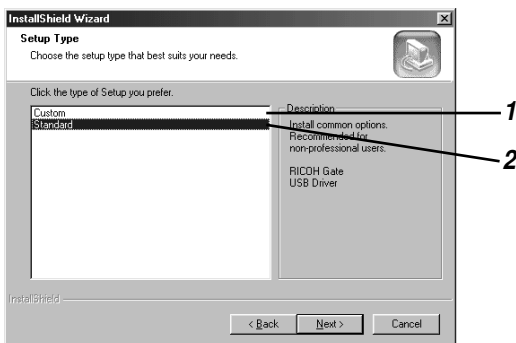 InstallShield Wizard
Setup Type
Choose the setup type that best suits your needs.
Click the type of Setup you prefer.
Custom
Standard
Description
Install common options.
Recommended for
non-professional users.
RICOH Gate
USB Driver
1
2
InstallShield
< Back
Next >
Cancel